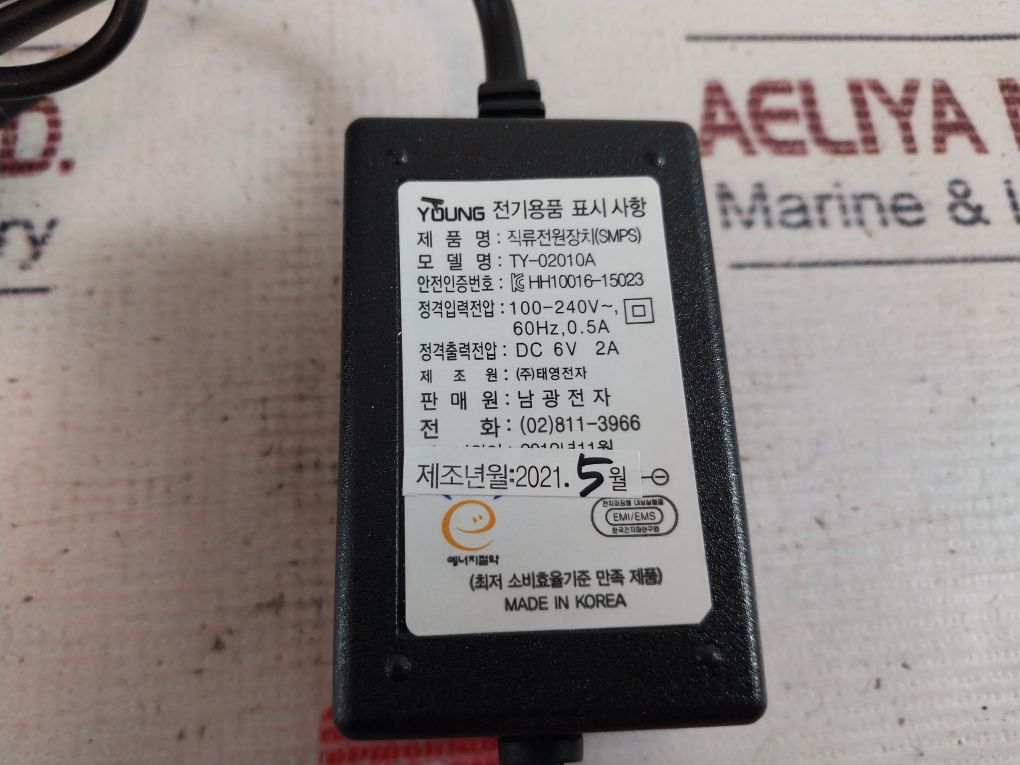 YOUNG 전기용품 표시 사항
제 품 명 : 직류전원장치(SMPS)
모 델 명 : TY-02010A
안전인증번호 : HH10016-15023
정격입력전압 : 100-240V~,
60Hz, 0.5A
정격출력전압 : DC 6V 2A
제 조 원 : (주)태영전자
판 매 원 : 남광전자
전 화 : (02)811-3966
제조년월:2021.5월
EMI/EMS
에너지절약
(최저 소비효율기준 만족 제품)
MADE IN KOREA
AELIYA
Marine &
D.
ry